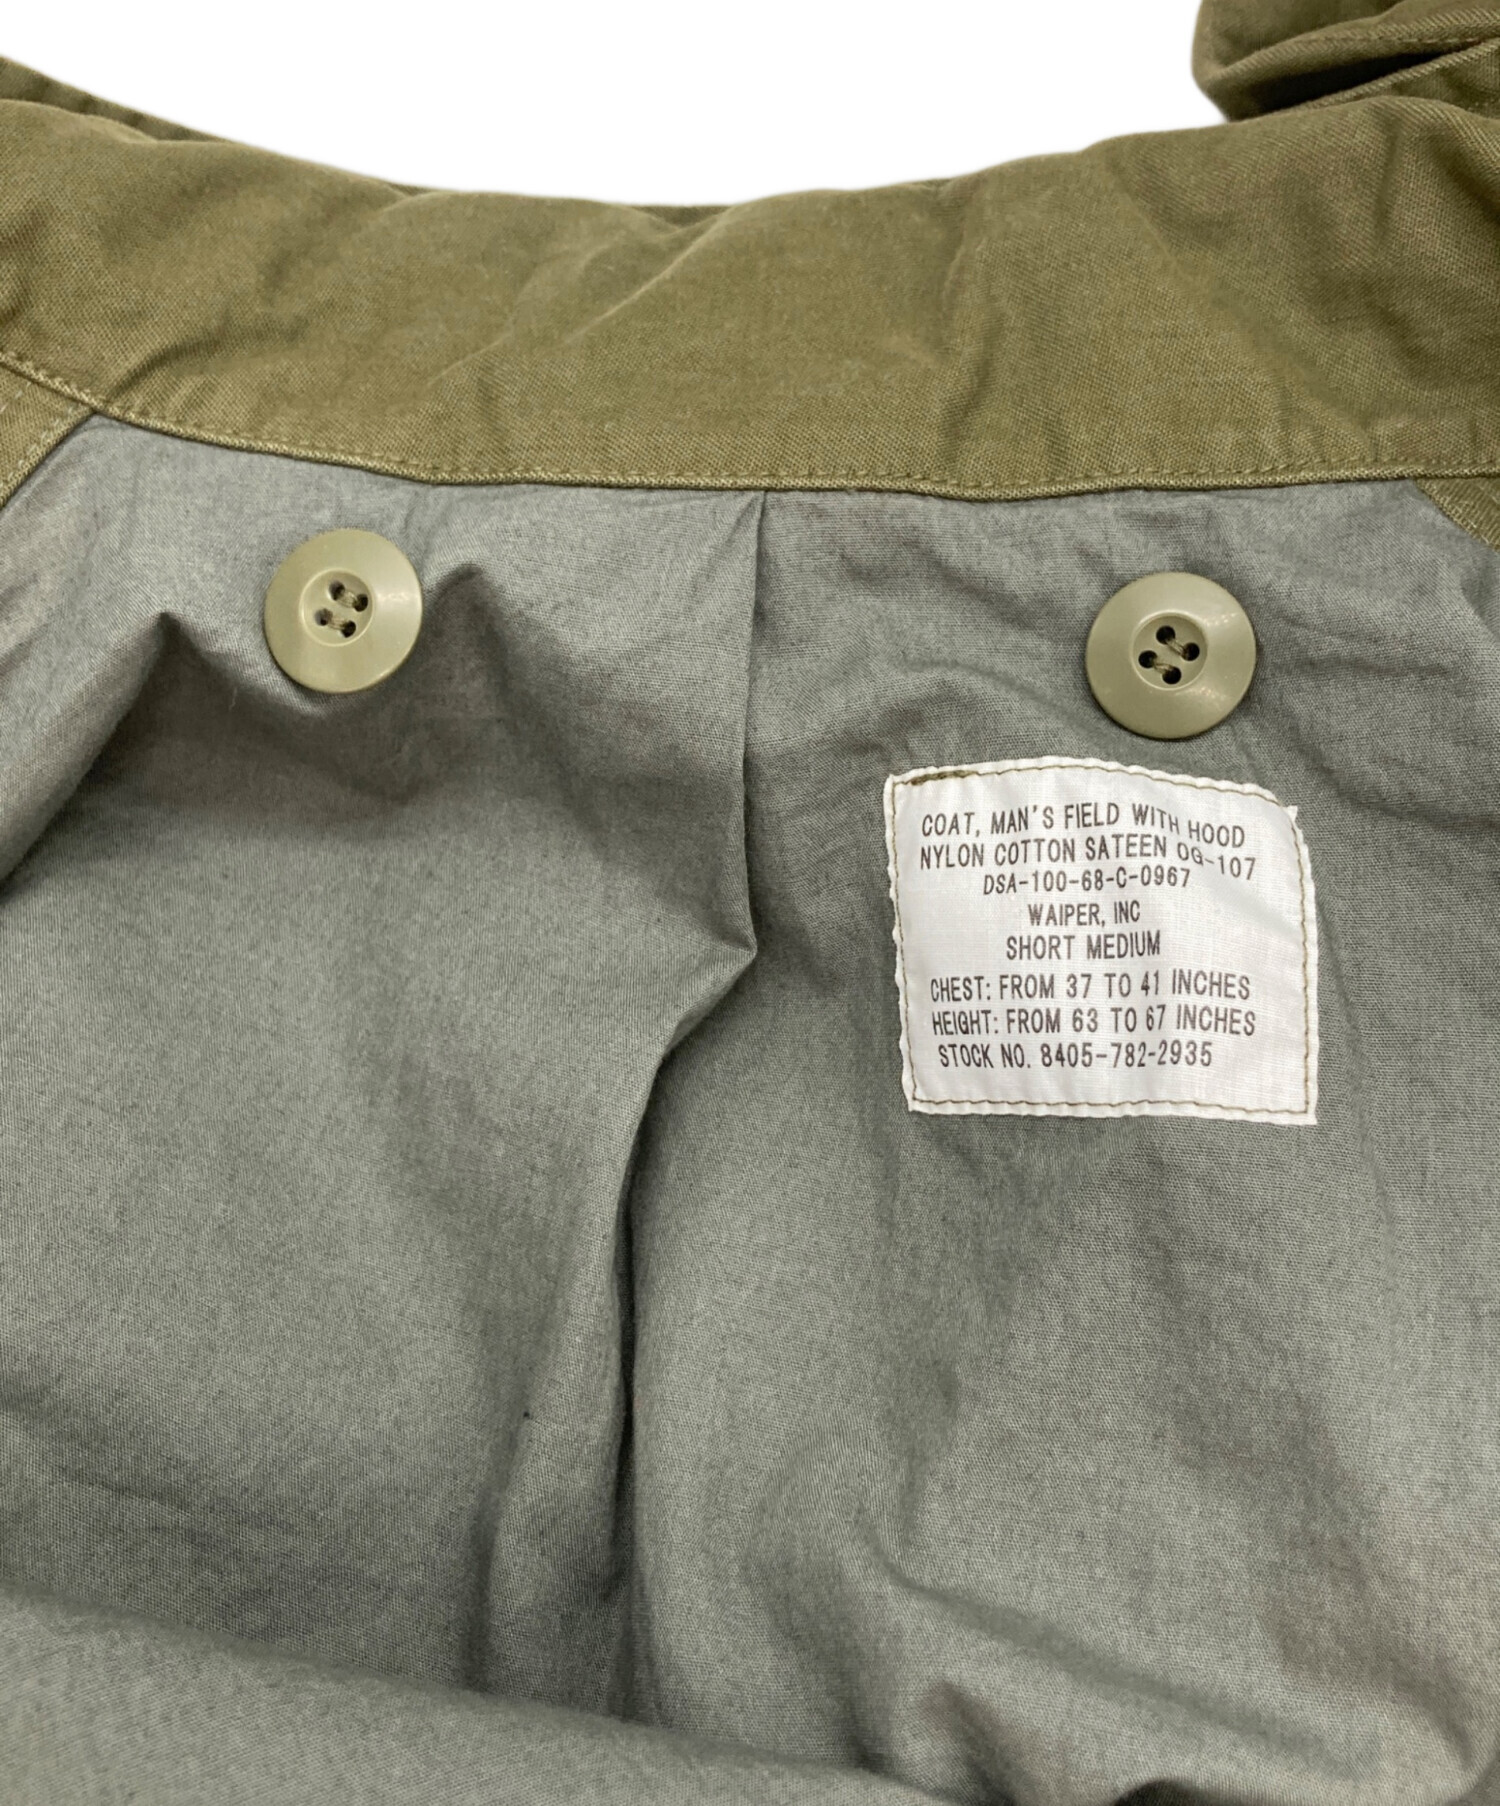 COAT, MAN'S FIELD WITH HOOD
NYLON COTTON SATEEN OG-107
DSA-100-68-C-0967
WAIPER, INC
SHORT MEDIUM
CHEST: FROM 37 TO 41 INCHES
HEIGHT: FROM 63 TO 67 INCHES
STOCK NO. 8405-782-2935